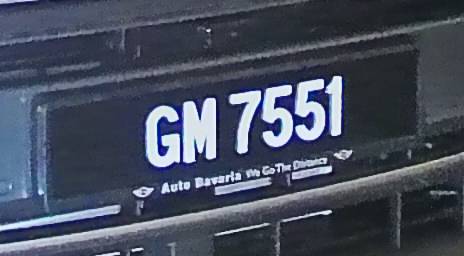 GM 7551
Auto Bavaria We Go The Distance